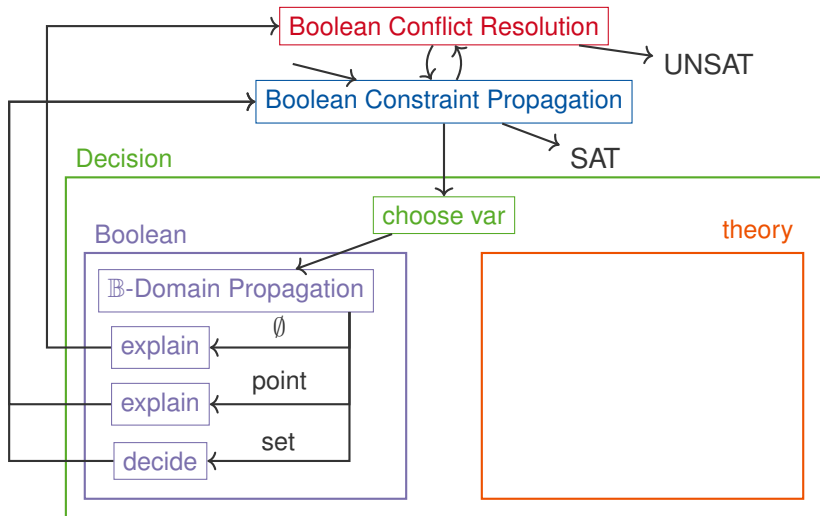 Boolean Conflict Resolution
UNSAT
Boolean Constraint Propagation
SAT
Decision
choose var
Boolean
theory
𝔹-Domain Propagation
∅
explain
point
explain
set
decide